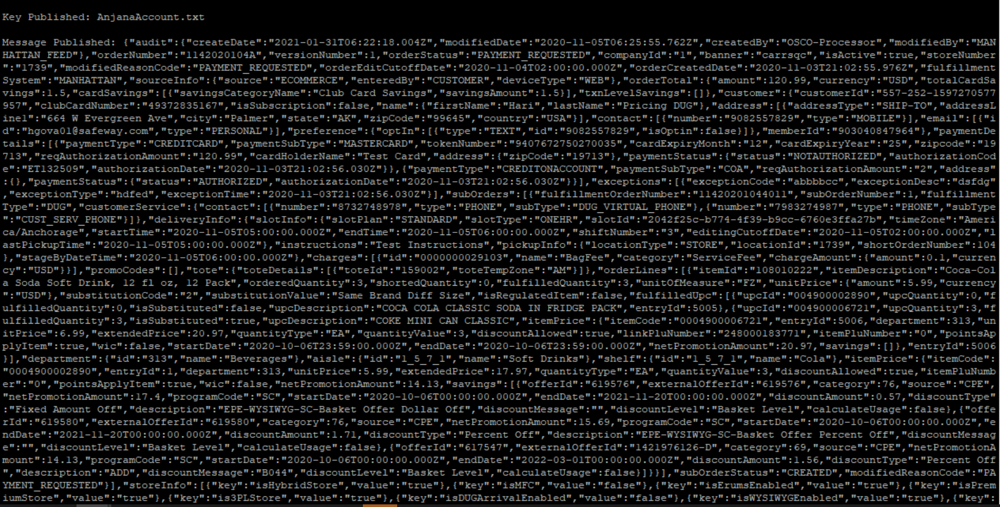 Key Published: AnjanaAccount.txt
Message Published: {"audit":{"createDate":"2021-01-31T06:22:18.004Z","modifiedDate":"2020-11-05T06:25:55.762Z","createdBy":"OSCO-Processor","modifiedBy":"MAN
HATTAN_FEED"},"orderNumber":"1142020104A","versionNumber":1,"orderStatus":"PAYMENT_REQUESTED","companyId":"1","banner":"carrsqc","isActive":true,"storeNumber
":"1739","modifiedReasonCode":"PAYMENT_REQUESTED","orderEditCutoffDate":"2020-11-04T02:00:00.000Z","orderCreatedDate":"2020-11-03T21:02:55.976Z","fulfillment
System":"MANHATTAN","sourceInfo":{"source":"ECOMMERCE","enteredBy":"CUSTOMER","deviceType":"WEB"},"orderTotal":{"amount":120.99,"currency":"USD","totalCardSa
vings":1.5,"cardSavings":[{"savingsCategoryName":"Club Card Savings","savingsAmount":1.5}],"txnLevelSavings":[]},"customer":{"customerId":"557-252-1597270577
957","clubCardNumber":"49372835167","isSubscription":false,"name":{"firstName":"Hari","lastName":"Pricing DUG"},"address":[{"addressType":"SHIP-TO","addressL
ine1":"664 W Evergreen Ave","city":"Palmer","state":"AK","zipCode":"99645","country":"USA"}],"contact":[{"number":"9082557829","type":"MOBILE"}],"email":[{"i
d":"hgova01@safeway.com","type":"PERSONAL"}],"preference":{"optIn":[{"type":"TEXT","id":"9082557829","isOptin":false}]},"memberId":"903040847964"},"paymentDe
tails":[{"paymentType":"CREDITCARD","paymentSubType":"MASTERCARD","tokenNumber":"9407672750270035","cardExpiryMonth":"12","cardExpiryYear":"25","zipcode":"19
713","reqAuthorizationAmount":"120.99","cardHolderName":"Test Card","address":{"zipCode":"19713"},"paymentStatus":{"status":"NOTAUTHORIZED","authorizationCod
e":"ET132509","authorizationDate":"2020-11-03T21:02:56.030Z"}},{"paymentType":"CREDITONACCOUNT","paymentSubType":"COA","reqAuthorizationAmount":"2","address"
:{},"paymentStatus":{"status":"AUTHORIZED","authorizationDate":"2020-11-03T21:02:56.030Z"}}],"exceptions":[{"exceptionCode":"abbbbcc","exceptionDesc":"dsfdg"
,"exceptionType":"hdfed","exceptionTime":"2020-11-03T21:02:56.030Z"}],"subOrders":[{"fulfillmentOrderNumber":"11420201044011","subOrderNumber":1,"fulfillment
Type":"DUG","customerService":{"contact":[{"number":"8732748978","type":"PHONE","subType":"DUG_VIRTUAL_PHONE"},{"number":"7983274987","type":"PHONE","subType
":"CUST_SERV_PHONE"}]},"deliveryInfo":{"slotInfo":{"slotPlan":"STANDARD","slotType":"ONEHR","slotId":"2042f25c-b774-4f39-b9cc-6760e3ffa27b","timeZone":"Ameri
ca/Anchorage","startTime":"2020-11-05T05:00:00.000Z","endTime":"2020-11-05T06:00:00.000Z","shiftNumber":"3","editingCutoffDate":"2020-11-05T02:00:00.000Z","l
astPickupTime":"2020-11-05T05:00:00.000Z"},"instructions":"Test Instructions","pickupInfo":{"locationType":"STORE","locationId":"1739","shortOrderNumber":104
},"stageByDateTime":"2020-11-05T06:00:00.000Z"},"charges":[{"id":"0000000029103","name":"BagFee","category":"ServiceFee","chargeAmount":{"amount":0.1,"curren
cy":"USD"}}],"promoCodes":[],"tote":{"toteDetails":[{"toteId":"159002","toteTempZone":"AM"}]},"orderLines":[{"itemId":"108010222","itemDescription":"Coca-Col
a Soda Soft Drink, 12 fl oz, 12 Pack","orderedQuantity":3,"shortedQuantity":0,"fulfilledQuantity":3,"unitOfMeasure":"FZ","unitPrice":{"amount":5.99,"currency
":"USD"},"substitutionCode":"2","substitutionValue":"Same Brand Diff Size","isRegulatedItem":false,"fulfilledUpc":[{"upcId":"004900002890","upcQuantity":0,"f
ulfilledQuantity":0,"isSubstituted":false,"upcDescription":"COCA COLA CLASSIC SODA IN FRIDGE PACK","entryId":5005},{"upcId":"004900006721","upcQuantity":3,"f
ulfilledQuantity":3,"isSubstituted":true,"upcDescription":"COKE MINI CAN CLASSIC","itemPrice":{"itemCode":"0004900006721","entryId":5006,"department":313,"un
itPrice":6.99,"extendedPrice":20.97,"quantityType":"EA","quantityValue":3,"discountAllowed":true,"linkPluNumber":"248000183771","itemPluNumber":"0","pointsAp
plyItem":true,"wic":false,"startDate":"2020-10-06T23:59:00.000Z","endDate":"2020-10-06T23:59:00.000Z","netPromotionAmount":20.97,"savings":[]},"entryId":5006
}],"department":{"id":"313","name":"Beverages"},"aisle":{"id":"1_5_7_1","name":"Soft Drinks"},"shelf":{"id":"1_5_7_1","name":"Cola"},"itemPrice":{"itemCode":
"0004900002890","entryId":1,"department":313,"unitPrice":5.99,"extendedPrice":17.97,"quantityType":"EA","quantityValue":3,"discountAllowed":true,"itemPluNumb
er":"0","pointsApplyItem":true,"wic":false,"netPromotionAmount":14.13,"savings":[{"offerId":"619576","externalOfferId":"619576","category":76,"source":"CPE",
"netPromotionAmount":17.4,"programCode":"SC","startDate":"2020-10-06T00:00:00.000Z","endDate":"2021-11-20T00:00:00.000Z","discountAmount":0.57,"discountType"
:"Fixed Amount Off","description":"EPE-WYSIWYG-SC-Basket Offer Dollar Off","discountMessage":"","discountLevel":"Basket Level","calculateUsage":false},{"offe
rId":"619580","externalOfferId":"619580","category":76,"source":"CPE","netPromotionAmount":15.69,"programCode":"SC","startDate":"2020-10-06T00:00:00.000Z","e
ndDate":"2021-11-20T00:00:00.000Z","discountAmount":1.71,"discountType":"Percent Off","description":"EPE-WYSIWYG-SC-Basket Offer Percent Off","discountMessag
e":"","discountLevel":"Basket Level","calculateUsage":false},{"offerId":"617547","externalOfferId":"1421976126-D","category":69,"source":"CPE","netPromotionA
mount":14.13,"programCode":"SC","startDate":"2020-10-06T00:00:00.000Z","endDate":"2022-03-01T00:00:00.000Z","discountAmount":1.56,"discountType":"Percent Off
","description":"ADD","discountMessage":"B044","discountLevel":"Basket Level","calculateUsage":false}]}}],"subOrderStatus":"CREATED","modifiedReasonCode":"PA
YMENT_REQUESTED"}],"storeInfo":[{"key":"isHybridStore","value":"true"},{"key":"isMFC","value":"false"},{"key":"isErumsEnabled","value":"true"},{"key":"isPrem
iumStore","value":"true"},{"key":"is3PLStore","value":"true"},{"key":"isDUGArrivalEnabled","value":"false"},{"key":"isWYSIWYGEnabled","value":"true"},{"key":